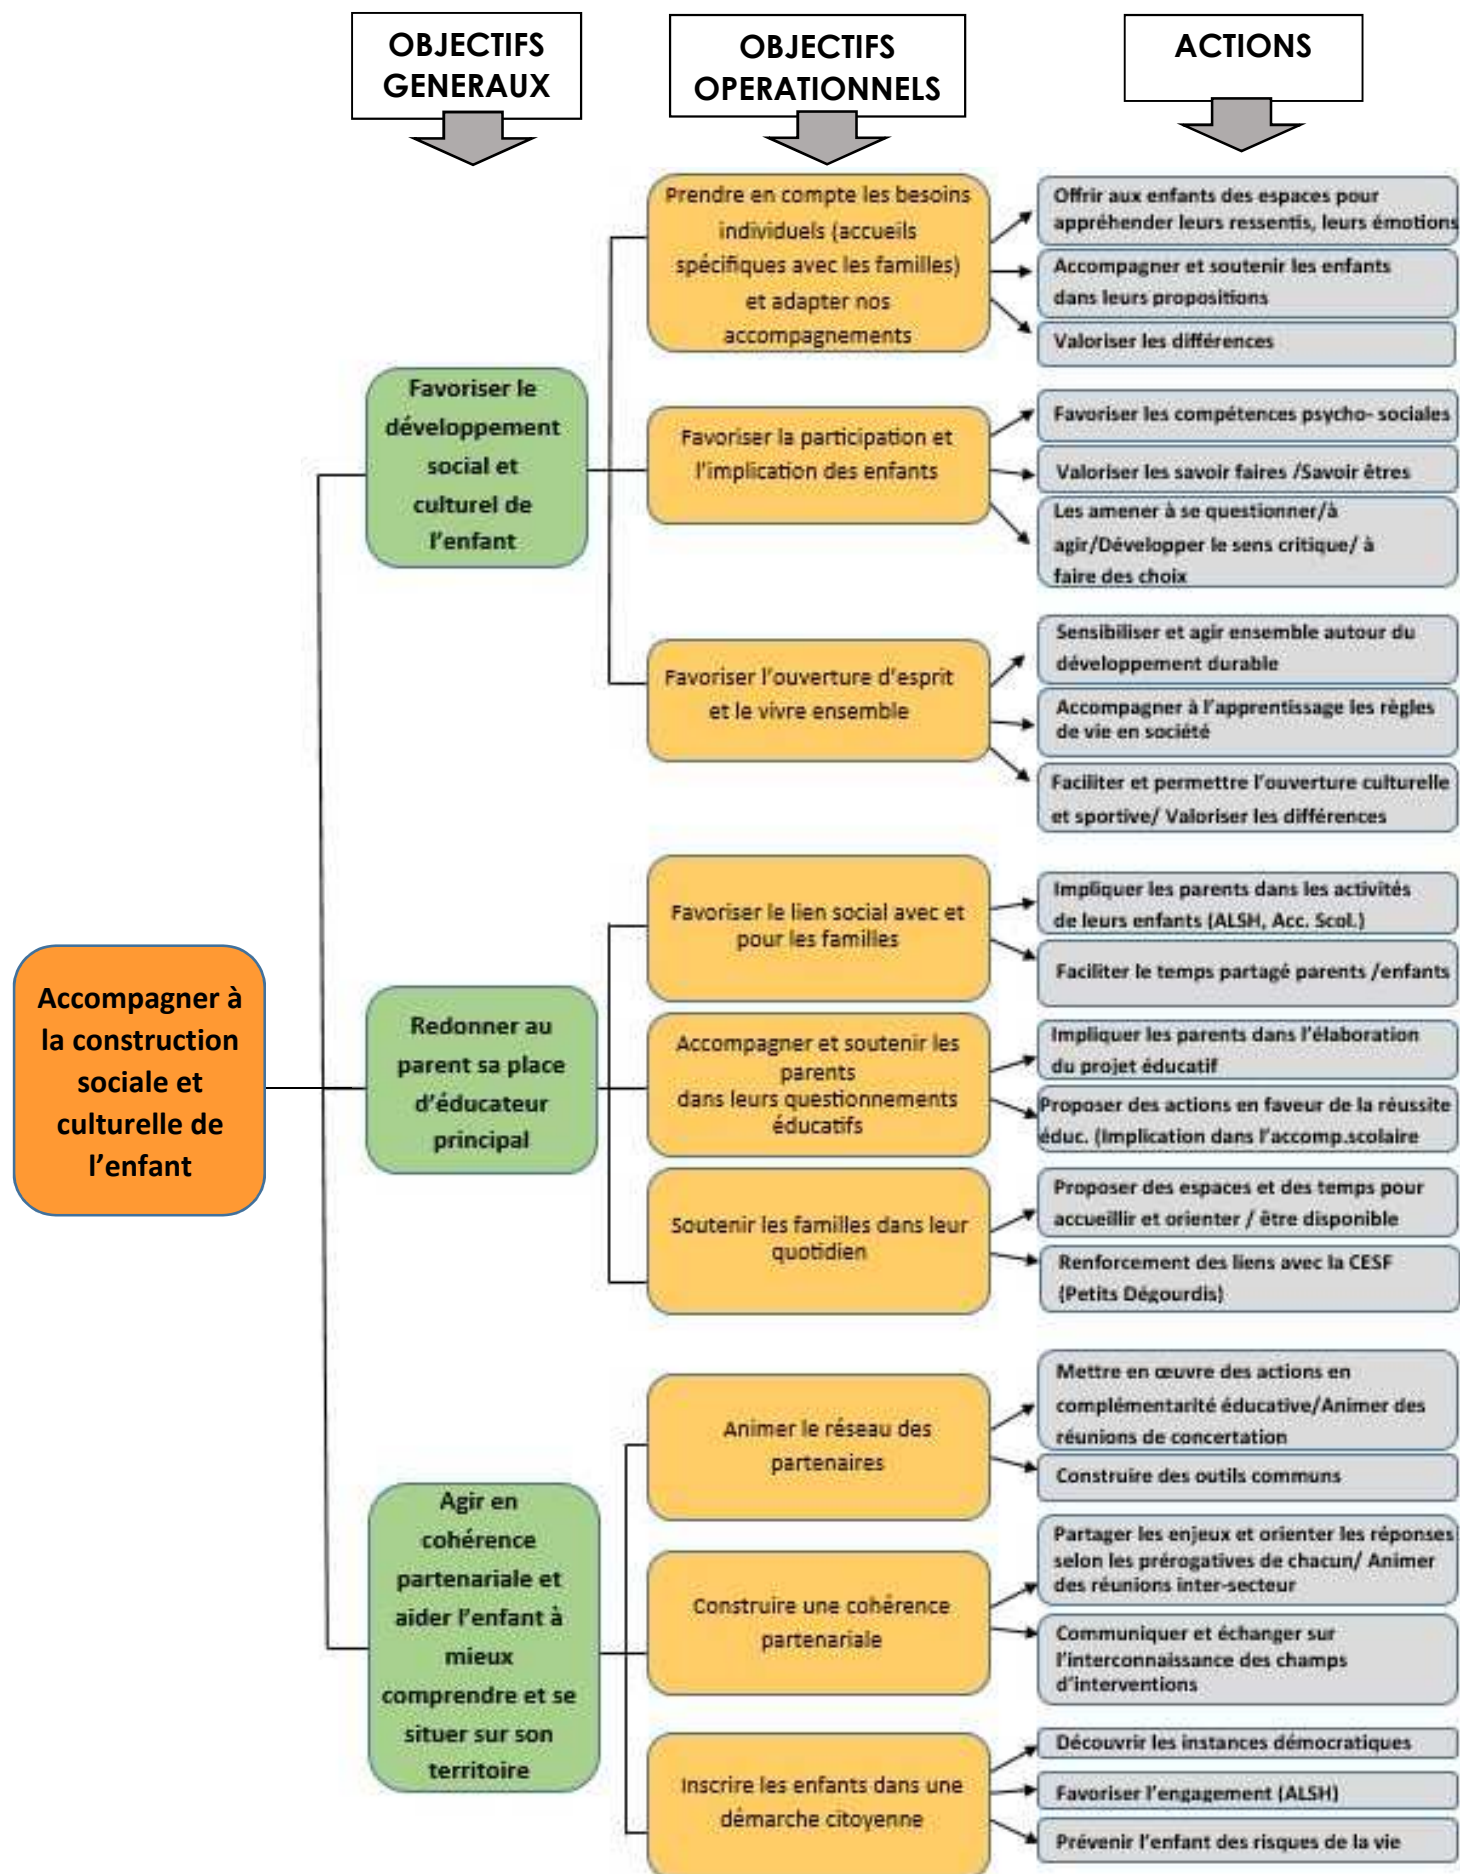 OBJECTIFS
GENERAUX
OBJECTIFS
OPERATIONNELS
ACTIONS
Accompagner à
la construction
sociale et
culturelle de
l'enfant
Favoriser le
développement
social et
culturel de
l'enfant
Prendre en compte les besoins
individuels (accueils
spécifiques avec les familles)
et adapter nos
accompagnements
Offrir aux enfants des espaces pour
appréhender leurs ressentis, leurs émotions
Accompagner et soutenir les enfants
dans leurs propositions
Valoriser les différences
Favoriser la participation et
l'implication des enfants
Favoriser les compétences psycho- sociales
Valoriser les savoir faires /Savoir êtres
Les amener à se questionner/à
agir/Développer le sens critique/ à
faire des choix
Favoriser l'ouverture d'esprit
et le vivre ensemble
Sensibiliser et agir ensemble autour du
développement durable
Accompagner à l'apprentissage les règles
de vie en société
Faciliter et permettre l'ouverture culturelle
et sportive/ Valoriser les différences
Redonner au
parent sa place
d'éducateur
principal
Favoriser le lien social avec et
pour les familles
Impliquer les parents dans les activités
de leurs enfants (ALSH, Acc. Scol.)
Faciliter le temps partagé parents /enfants
Accompagner et soutenir les
parents
dans leurs questionnements
éducatifs
Impliquer les parents dans l'élaboration
du projet éducatif
Proposer des actions en faveur de la réussite
éduc. (Implication dans l'accomp.scolaire
Soutenir les familles dans leur
quotidien
Proposer des espaces et des temps pour
accueillir et orienter / être disponible
Renforcement des liens avec la CESF
(Petits Dégourdis)
Agir en
cohérence
partenariale et
aider l'enfant à
mieux
comprendre et se
situer sur son
territoire
Animer le réseau des
partenaires
Mettre en œuvre des actions en
complémentarité éducative/Animer des
réunions de concertation
Construire des outils communs
Construire une cohérence
partenariale
Partager les enjeux et orienter les réponses
selon les prérogatives de chacun/ Animer
des réunions inter-secteur
Communiquer et échanger sur
l'interconnaissance des champs
d'interventions
Inscrire les enfants dans une
démarche citoyenne
Découvrir les instances démocratiques
Favoriser l'engagement (ALSH)
Prévenir l'enfant des risques de la vie